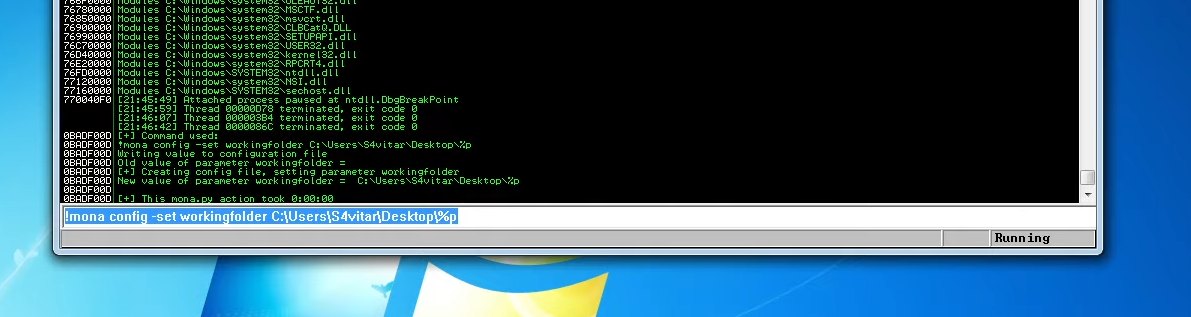 766F0000 Modules C:\Windows\system32\OLEAUT32.dll
76780000 Modules C:\Windows\system32\MSCTF.dll
76850000 Modules C:\Windows\system32\msvcrt.dll
76900000 Modules C:\Windows\system32\CLBCatQ.DLL
76990000 Modules C:\Windows\system32\SETUPAPI.dll
76C70000 Modules C:\Windows\system32\USER32.dll
76D40000 Modules C:\Windows\system32\kernel32.dll
76E20000 Modules C:\Windows\system32\RPCRT4.dll
76FD0000 Modules C:\Windows\SYSTEM32\ntdll.dll
77120000 Modules C:\Windows\system32\NSI.dll
77160000 Modules C:\Windows\SYSTEM32\sechost.dll
770040F0 [21:45:49] Attached process paused at ntdll.DbgBreakPoint
[21:45:59] Thread 00000D78 terminated, exit code 0
[21:46:07] Thread 000003B4 terminated, exit code 0
[21:46:42] Thread 0000086C terminated, exit code 0
0BADF00D [+] Command used:
0BADF00D !mona config -set workingfolder C:\Users\S4vitar\Desktop\%p
0BADF00D Writing value to configuration file
0BADF00D Old value of parameter workingfolder =
0BADF00D [+] Creating config file, setting parameter workingfolder
0BADF00D New value of parameter workingfolder =  C:\Users\S4vitar\Desktop\%p
0BADF00D
0BADF00D [+] This mona.py action took 0:00:00
!mona config -set workingfolder C:\Users\S4vitar\Desktop\%p
Running